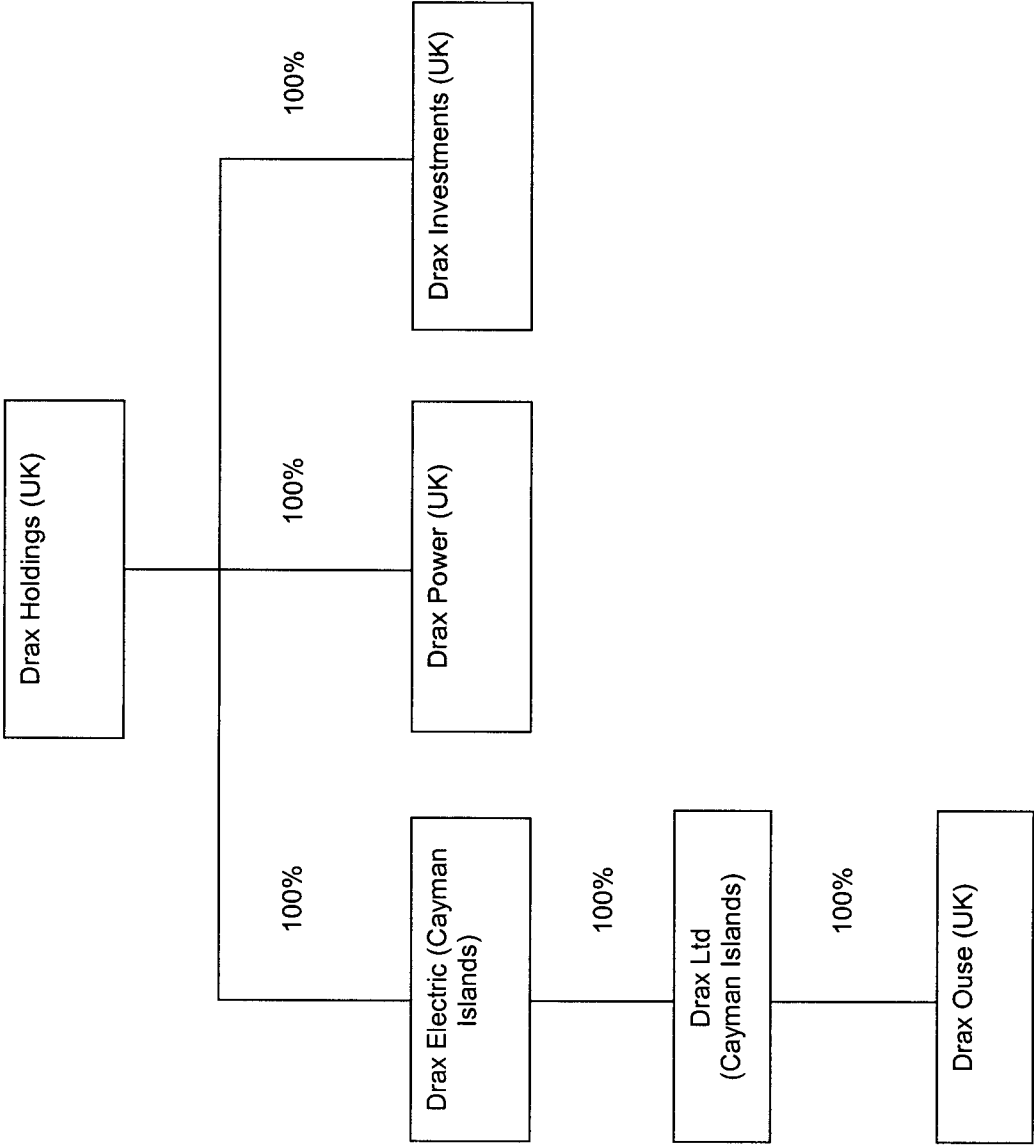 Drax Holdings (UK)
100%
100%
100%
Drax Electric (Cayman
Islands)
Drax Power (UK)
Drax Investments (UK)
100%
Drax Ltd
(Cayman Islands)
100%
Drax Ouse (UK)